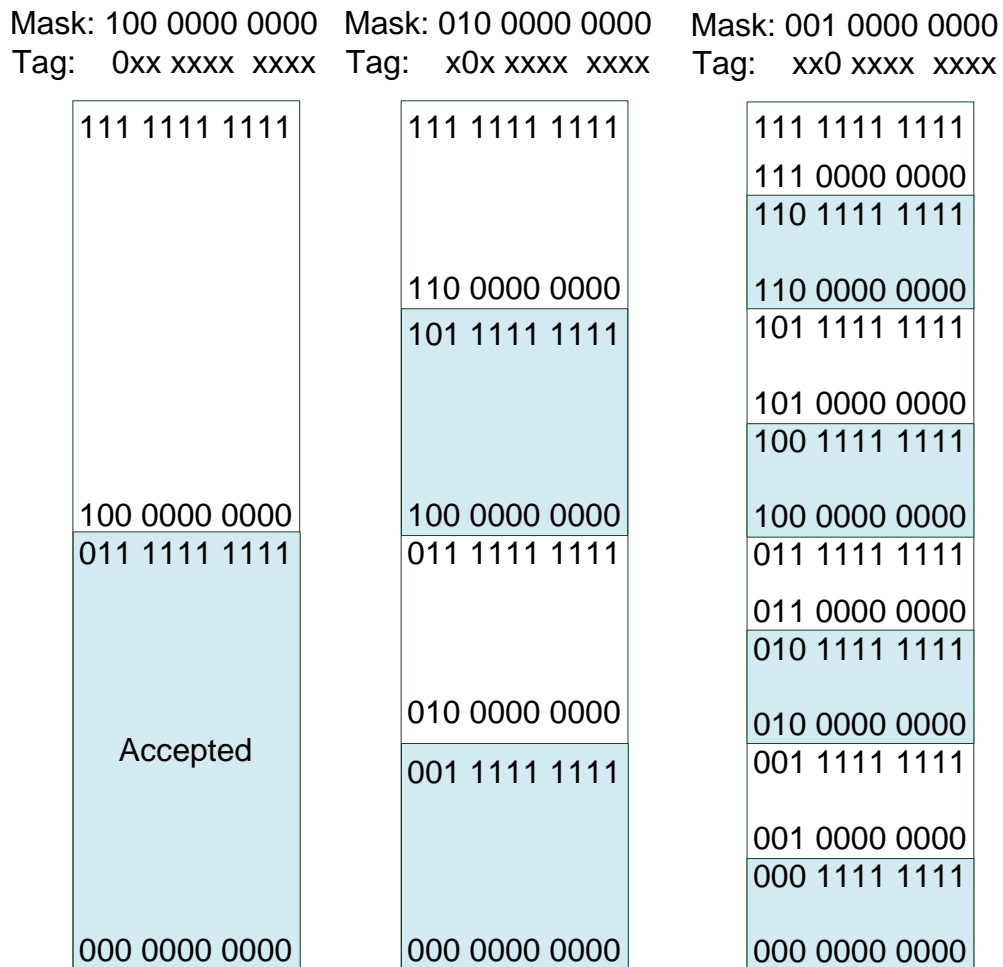 Mask: 100 0000 0000
Tag: 0xx xxxx xxxx
111 1111 1111
100 0000 0000
011 1111 1111
Accepted
000 0000 0000
Mask: 010 0000 0000
Tag: x0x xxxx xxxx
111 1111 1111
110 0000 0000
101 1111 1111
100 0000 0000
011 1111 1111
010 0000 0000
001 1111 1111
000 0000 0000
Mask: 001 0000 0000
Tag: xx0 xxxx xxxx
111 1111 1111
111 0000 0000
110 1111 1111
110 0000 0000
101 1111 1111
101 0000 0000
100 1111 1111
100 0000 0000
011 1111 1111
011 0000 0000
010 1111 1111
010 0000 0000
001 1111 1111
001 0000 0000
000 1111 1111
000 0000 0000